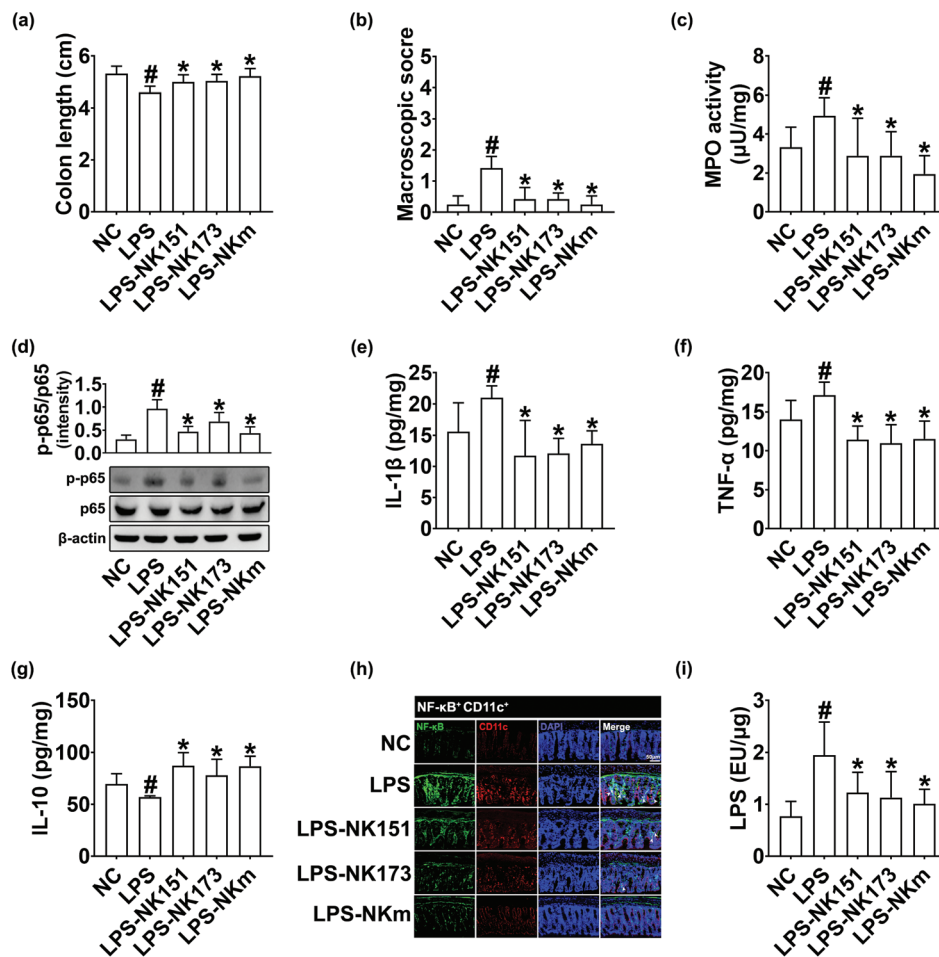 (a)
Colon length (cm)
8
6
4
2
0
#
*
*
*
NC
LPS
LPS-NK151
LPS-NK173
LPS-NKm
(b)
Macroscopic socre
5
4
3
2
1
0
#
*
*
*
NC
LPS
LPS-NK151
LPS-NK173
LPS-NKm
(c)
MPO activity
(μU/mg)
8
6
4
2
0
#
*
*
*
NC
LPS
LPS-NK151
LPS-NK173
LPS-NKm
(d)
p-p65/p65
(intensity)
1.5
1.0
0.5
0.0
#
*
*
*
p-p65
p65
β-actin
NC
LPS
LPS-NK151
LPS-NK173
LPS-NKm
(e)
IL-1β (pg/mg)
25
20
15
10
5
0
#
*
*
*
NC
LPS
LPS-NK151
LPS-NK173
LPS-NKm
(f)
TNF-α (pg/mg)
20
15
10
5
0
#
*
*
*
NC
LPS
LPS-NK151
LPS-NK173
LPS-NKm
(g)
IL-10 (pg/mg)
150
100
50
0
#
*
*
*
NC
LPS
LPS-NK151
LPS-NK173
LPS-NKm
(h)
NF-κB+ CD11c+
NF-κB CD11c DAPI Merge
50μm
NC
LPS
LPS-NK151
LPS-NK173
LPS-NKm
(i)
LPS (EU/μg)
3
2
1
0
#
*
*
*
NC
LPS
LPS-NK151
LPS-NK173
LPS-NKm